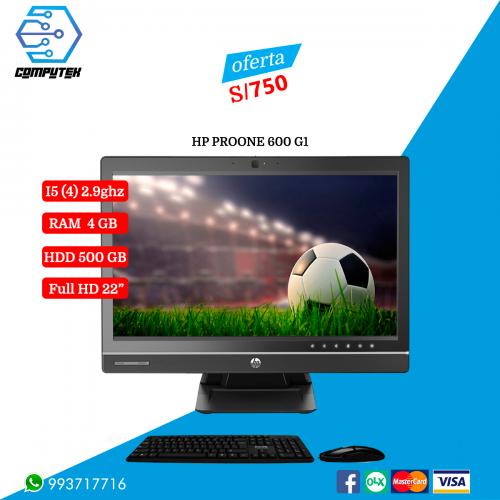 COMPUTEK
oferta
S/750
HP PROONE 600 G1
I5 (4) 2.9ghz
RAM 4 GB
HDD 500 GB
Full HD 22”
hp
993717716
f
OLX
MasterCard
VISA